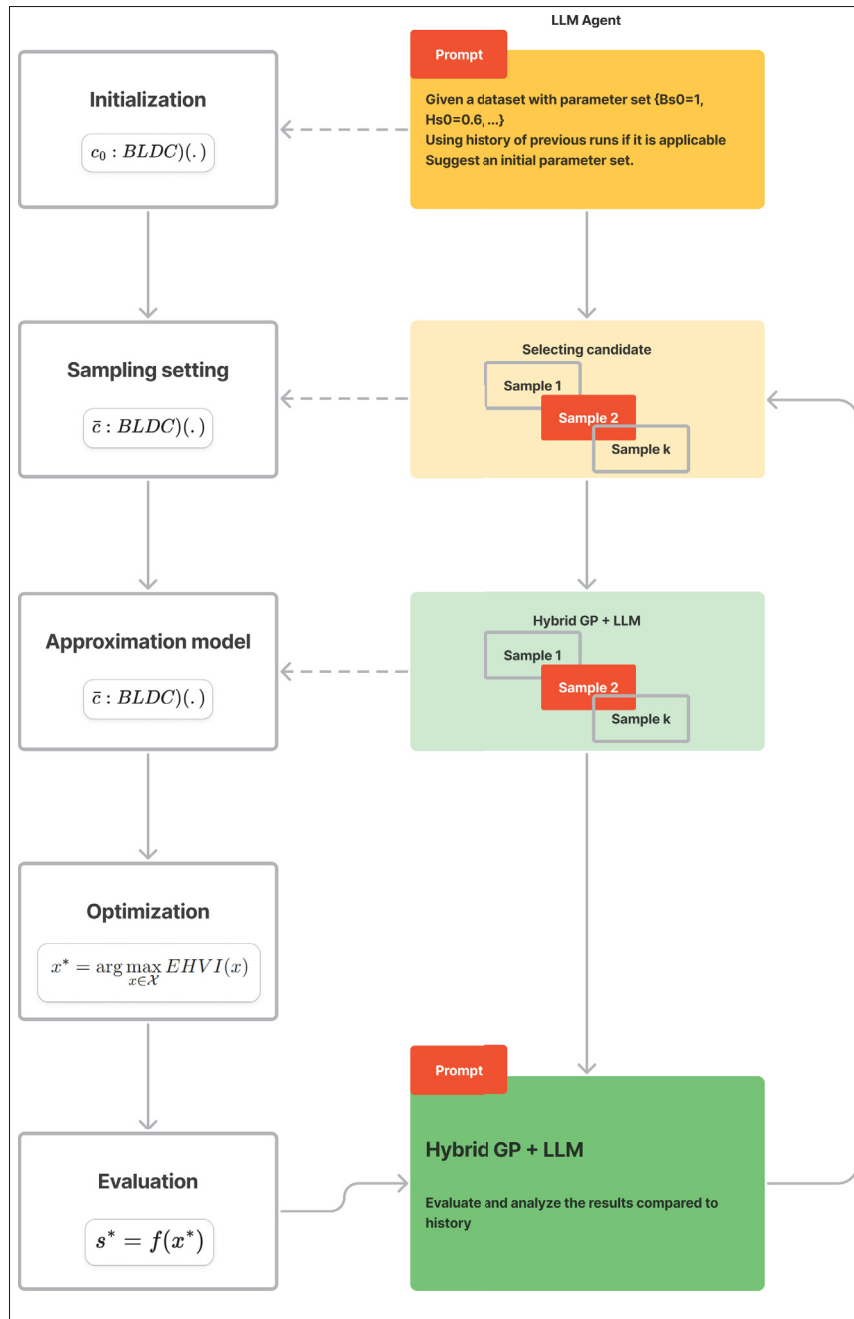 LLM Agent
Prompt
Initialization
c₀ : BLDC)(.)
Given a dataset with parameter set {Bs0=1,
Hs0=0.6, ...}
Using history of previous runs if it is applicable
Suggest an initial parameter set.
Sampling setting
c̄ : BLDC)(.)
Selecting candidate
Sample 1
Sample 2
Sample k
Approximation model
c̄ : BLDC)(.)
Hybrid GP + LLM
Sample 1
Sample 2
Sample k
Optimization
x* = arg max EHVI(x)
x∈𝒳
Prompt
Evaluation
s* = f(x*)
Hybrid GP + LLM
Evaluate and analyze the results compared to
history